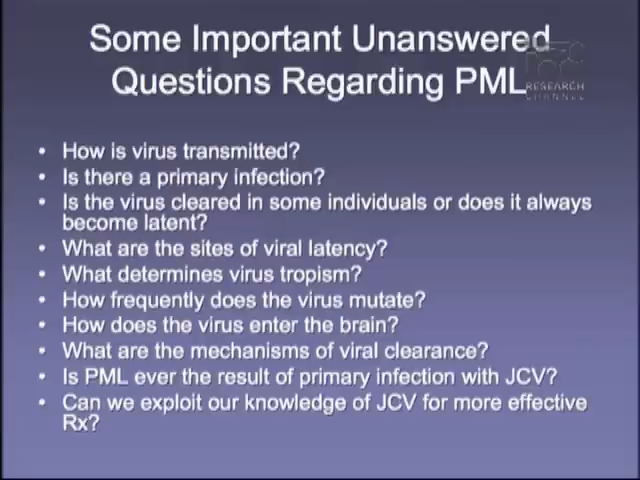 Some Important Unanswered
Questions Regarding PML
RESEARCH
CHANNEL
• How is virus transmitted?
• Is there a primary infection?
• Is the virus cleared in some individuals or does it always
become latent?
• What are the sites of viral latency?
• What determines virus tropism?
• How frequently does the virus mutate?
• How does the virus enter the brain?
• What are the mechanisms of viral clearance?
• Is PML ever the result of primary infection with JCV?
• Can we exploit our knowledge of JCV for more effective
Rx?